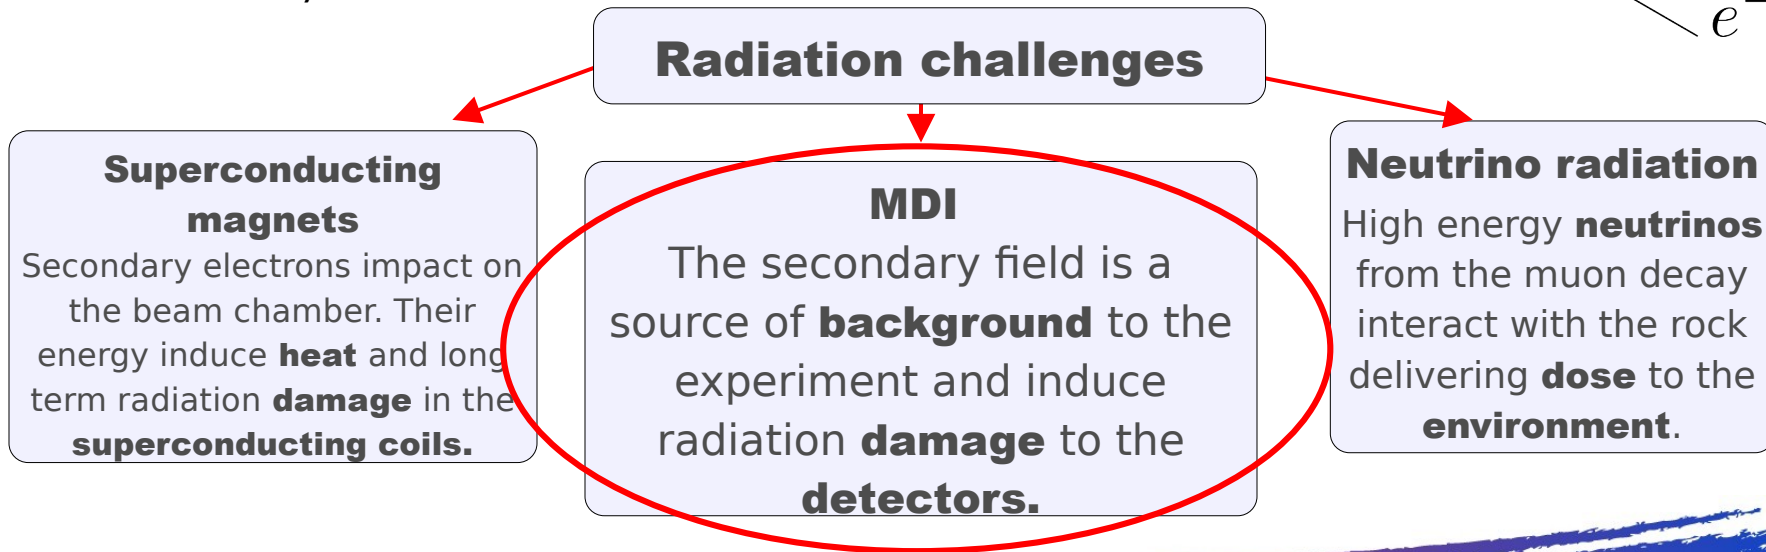 Radiation challenges
Superconducting
magnets
Secondary electrons impact on
the beam chamber. Their
energy induce heat and long
term radiation damage in the
superconducting coils.
MDI
The secondary field is a
source of background to the
experiment and induce
radiation damage to the
detectors.
Neutrino radiation
High energy neutrinos
from the muon decay
interact with the rock
delivering dose to the
environment.